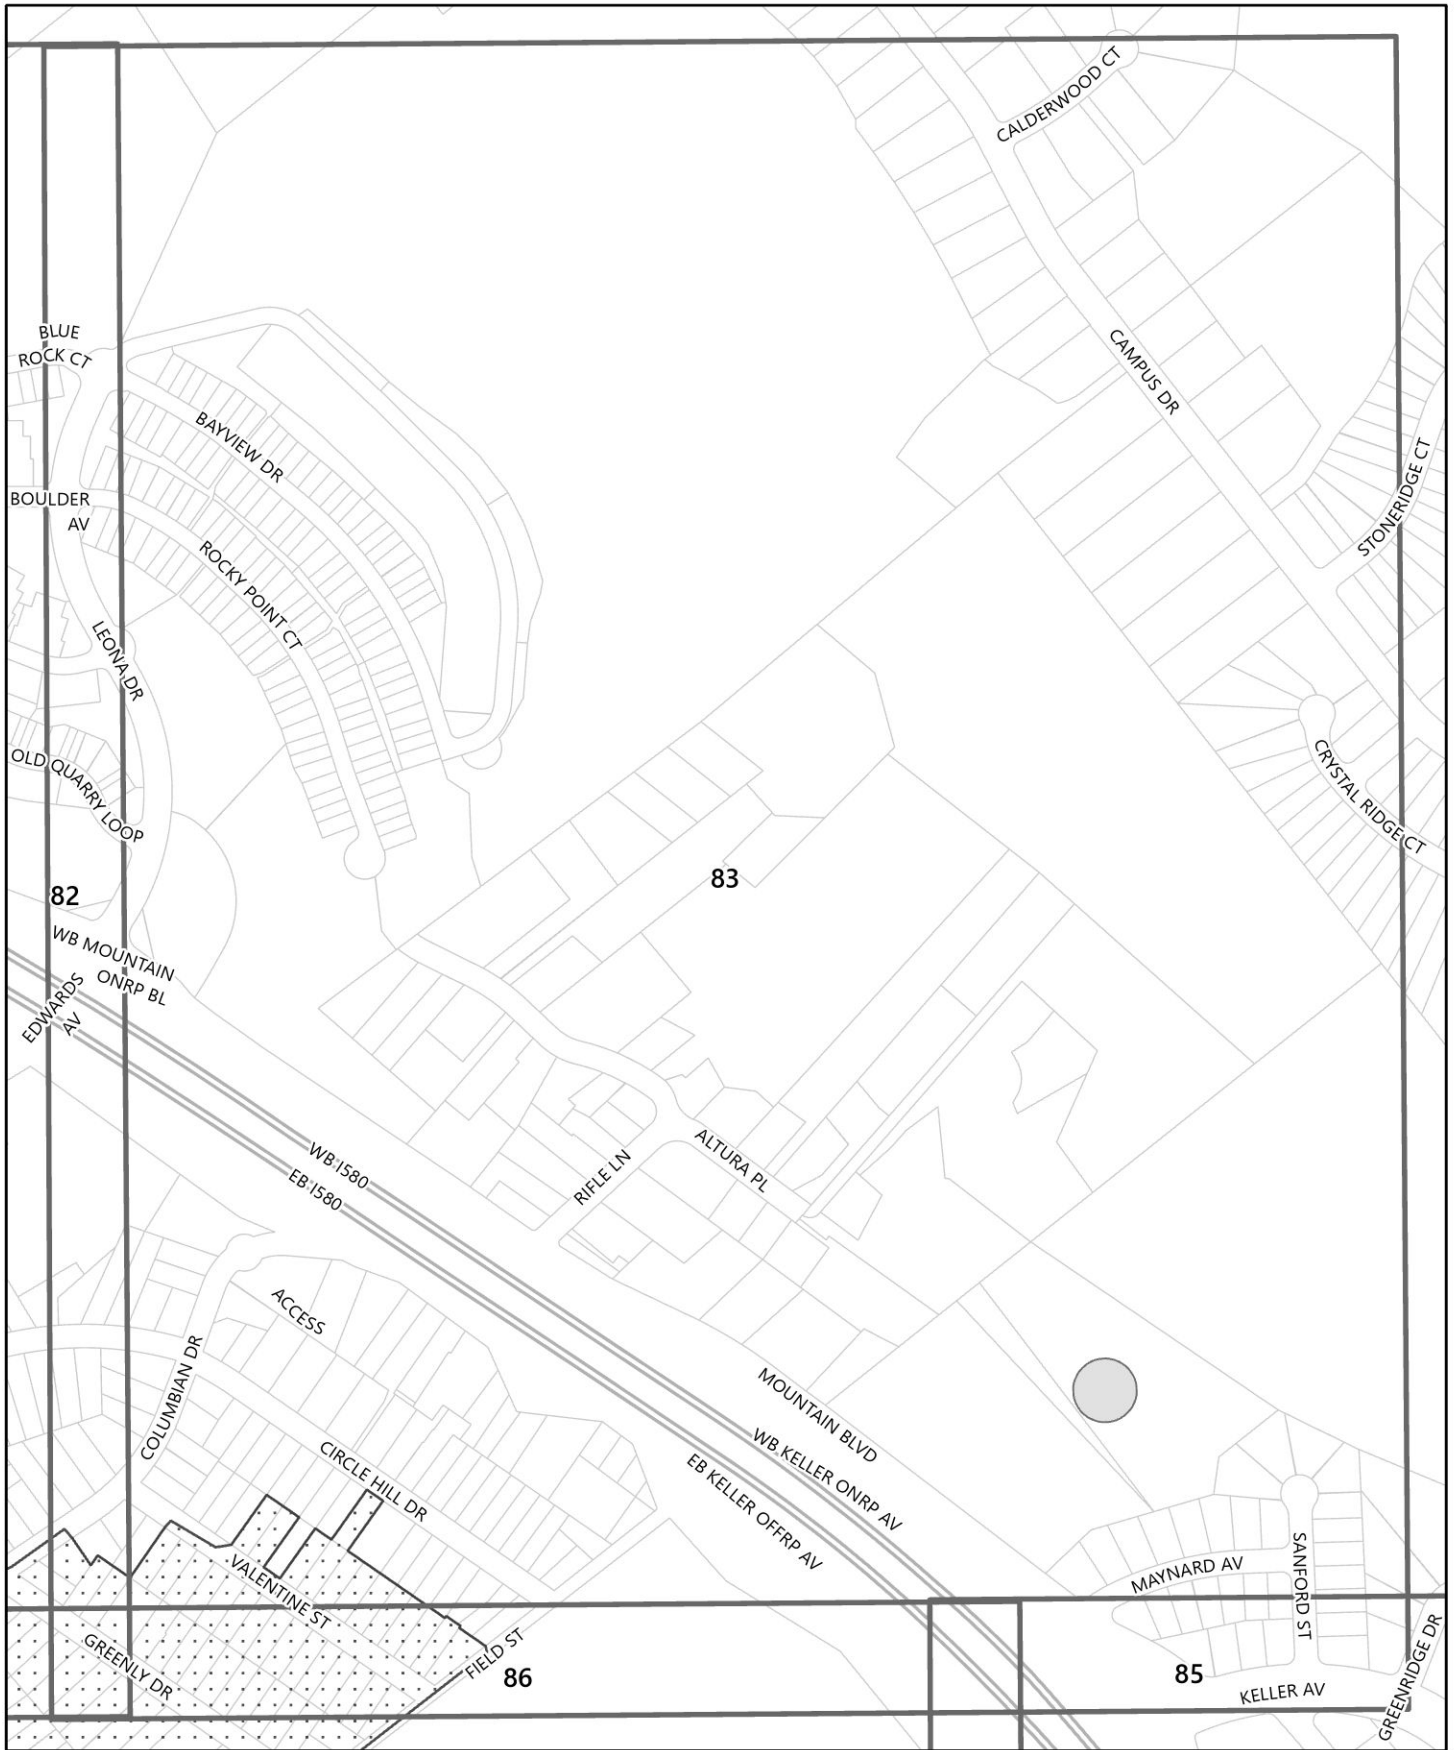 CALDERWOOD CT
BLUE
ROCK CT
CAMPUS DR
BAYVIEW DR
STONERIDGE CT
BOULDER
AV
ROCKY POINT CT
LEONA DR
OLD QUARRY LOOP
CRYSTAL RIDGE CT
83
82
WB MOUNTAIN
ONRP BL
EDWARDS
AV
WB I580
EB I580
RIFLE LN
ALTURA PL
ACCESS
COLUMBIAN DR
MOUNTAIN BLVD
CIRCLE HILL DR
WB KELLER ONRP AV
EB KELLER OFFRP AV
VALENTINE ST
MAYNARD AV
SANFORD ST
GREENLY DR
FIELD ST
86
85
KELLER AV
GREENRIDGE DR